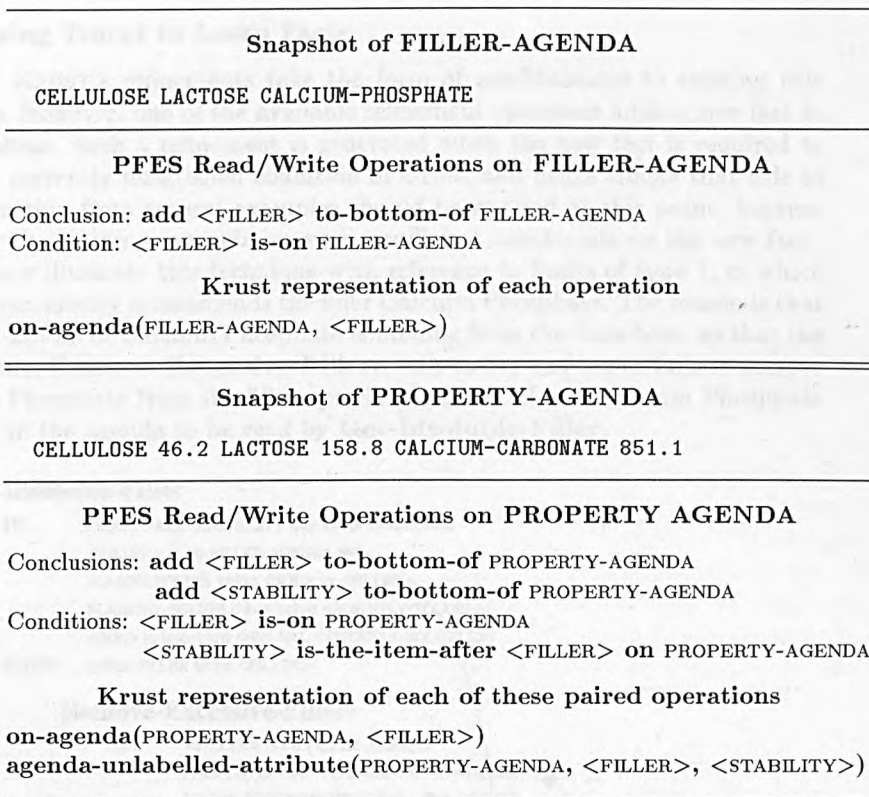 Snapshot of FILLER-AGENDA
CELLULOSE LACTOSE CALCIUM-PHOSPHATE
PFES Read/Write Operations on FILLER-AGENDA
Conclusion: add <FILLER> to-bottom-of FILLER-AGENDA
Condition: <FILLER> is-on FILLER-AGENDA
Krust representation of each operation
on-agenda(FILLER-AGENDA, <FILLER>)
Snapshot of PROPERTY-AGENDA
CELLULOSE 46.2 LACTOSE 158.8 CALCIUM-CARBONATE 851.1
PFES Read/Write Operations on PROPERTY AGENDA
Conclusions: add <FILLER> to-bottom-of PROPERTY-AGENDA
add <STABILITY> to-bottom-of PROPERTY-AGENDA
Conditions: <FILLER> is-on PROPERTY-AGENDA
<STABILITY> is-the-item-after <FILLER> on PROPERTY-AGENDA
Krust representation of each of these paired operations
on-agenda(PROPERTY-AGENDA, <FILLER>)
agenda-unlabelled-attribute(PROPERTY-AGENDA, <FILLER>, <STABILITY>)